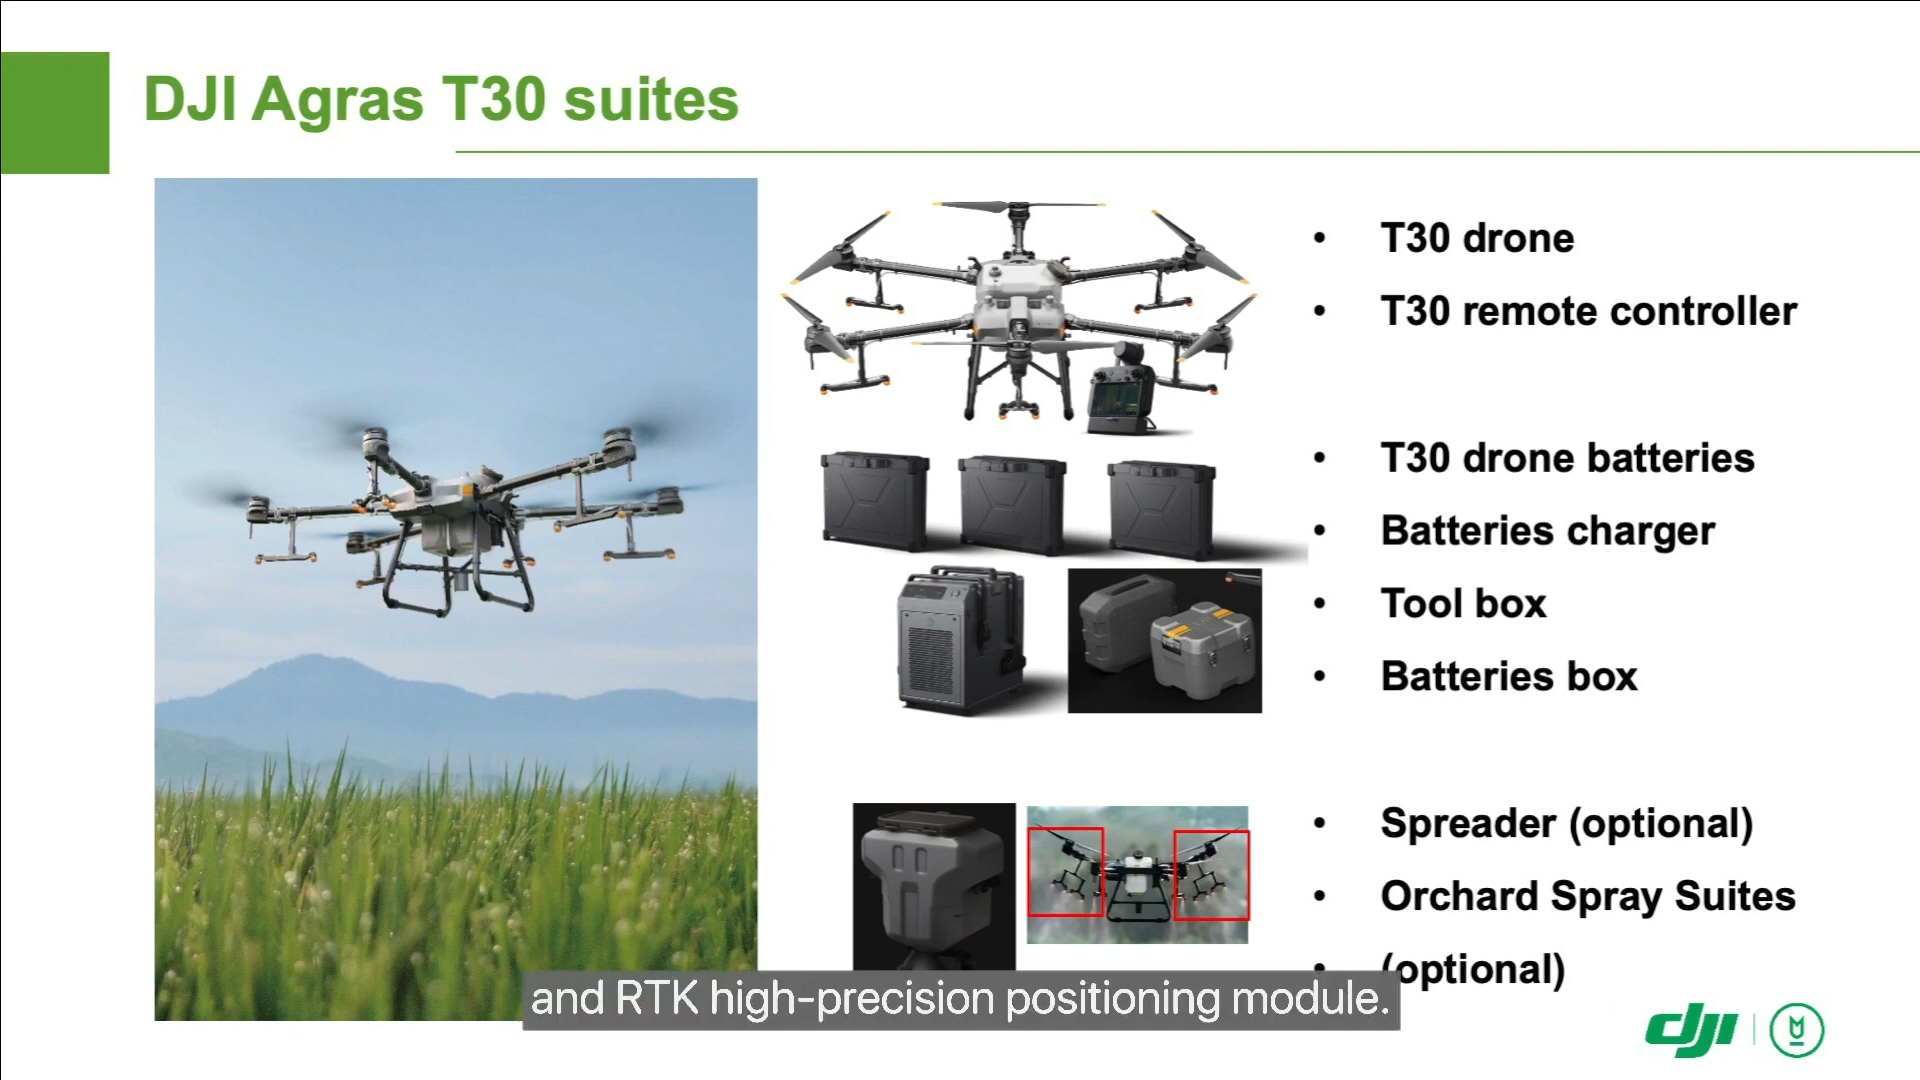 DJI Agras T30 suites
• T30 drone
• T30 remote controller
• T30 drone batteries
• Batteries charger
• Tool box
• Batteries box
• Spreader (optional)
• Orchard Spray Suites
• (optional)
and RTK high-precision positioning module.
dji